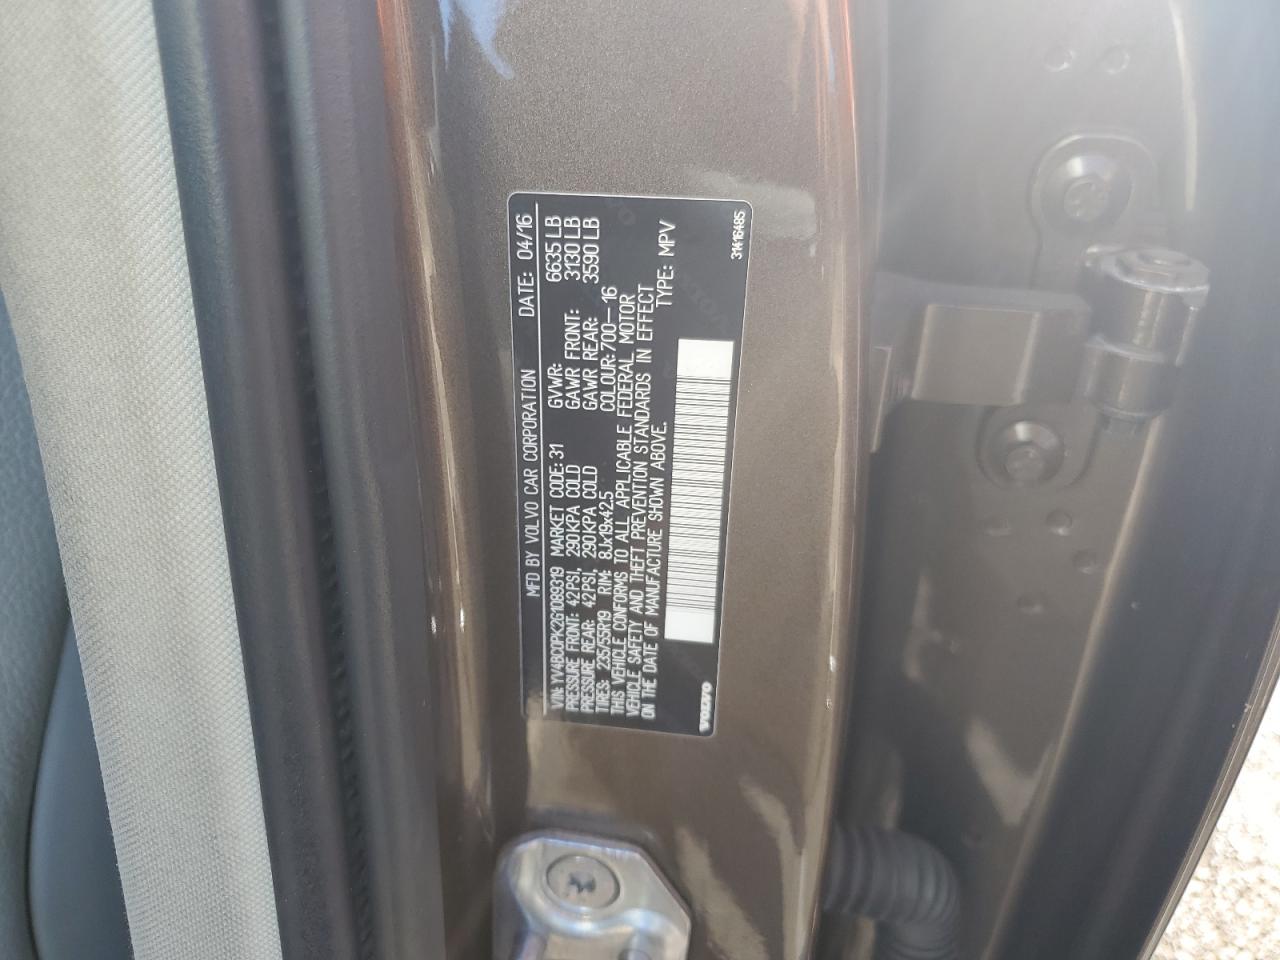 MFD BY VOLVO CAR CORPORATION DATE: 04/16
VIN: YV4BC0PK2G1089319 MARKET CODE: 31 GVWR: 6635 LB
PRESSURE FRONT: 42PSI, 290KPA COLD GAWR FRONT: 3130 LB
PRESSURE REAR: 42PSI, 290KPA COLD GAWR REAR: 3590 LB
TIRES: 235/55R19 RIM: 8Jx19x42.5 COLOUR: 700—16
THIS VEHICLE CONFORMS TO ALL APPLICABLE FEDERAL MOTOR
VEHICLE SAFETY AND THEFT PREVENTION STANDARDS IN EFFECT
ON THE DATE OF MANUFACTURE SHOWN ABOVE. TYPE: MPV
VOLVO 31416485